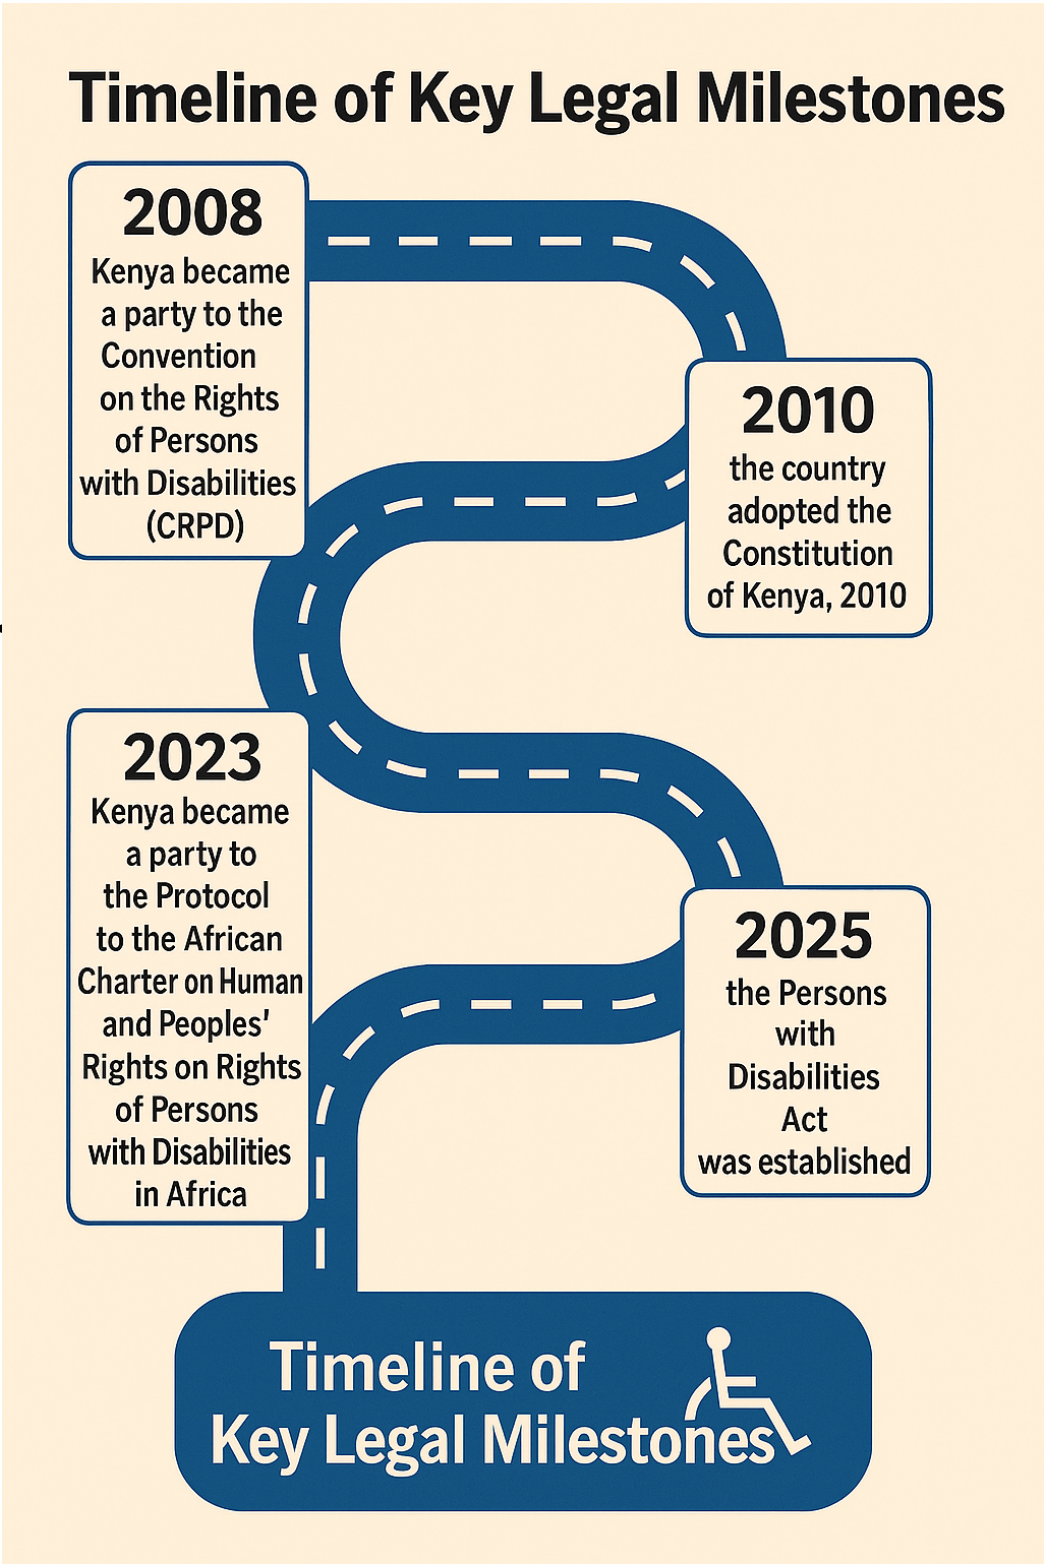 Timeline of Key Legal Milestones
2008
Kenya became
a party to the
Convention
on the Rights
of Persons
with Disabilities
(CRPD)
2010
the country
adopted the
Constitution
of Kenya, 2010
2023
Kenya became
a party to
the Protocol
to the African
Charter on Human
and Peoples'
Rights on Rights
of Persons
with Disabilities
in Africa
2025
the Persons
with
Disabilities
Act
was established
Timeline of
Key Legal Milestones